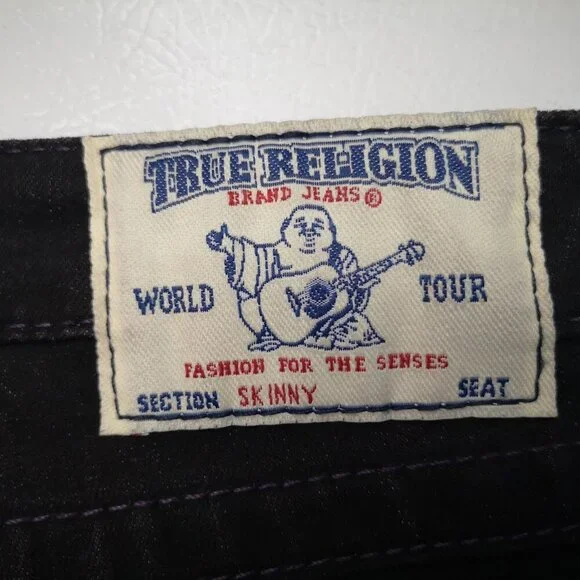 TRUE RELIGION
BRAND JEANS®
WORLD TOUR
FASHION FOR THE SENSES
SECTION SKINNY SEAT